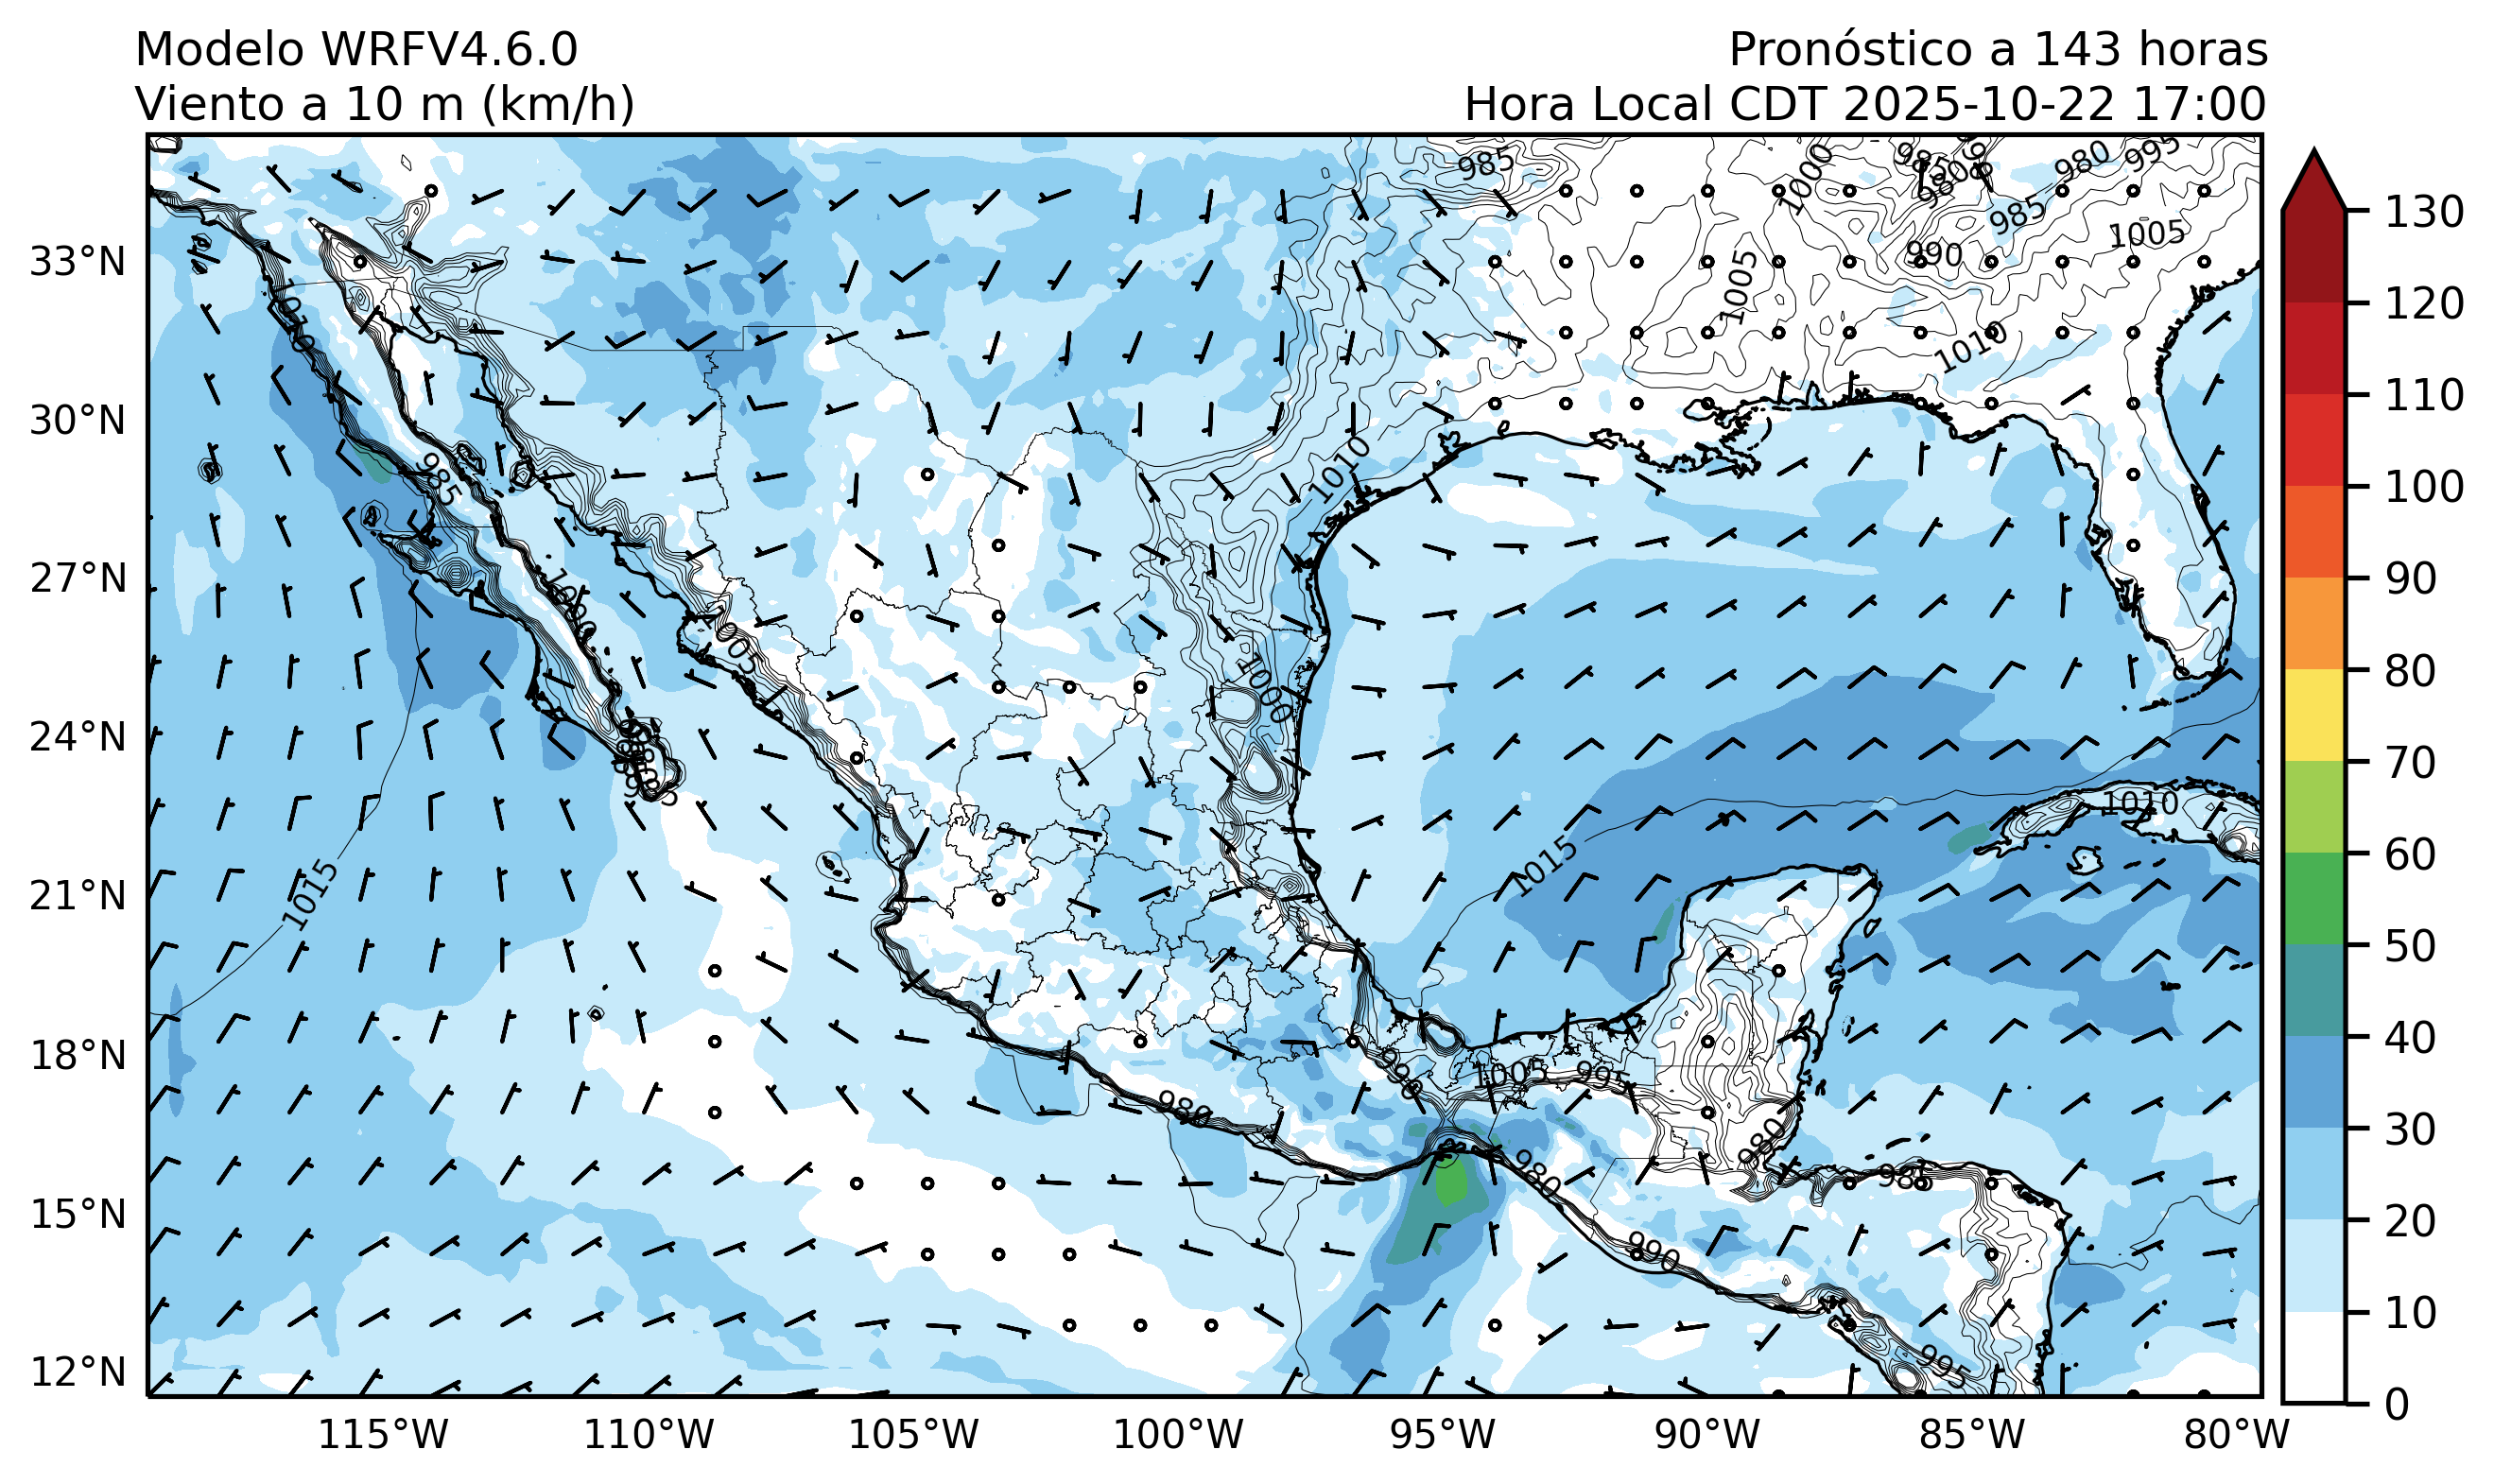 Modelo WRFV4.6.0
Pronóstico a 143 horas
Viento a 10 m (km/h)
Hora Local CDT 2025-10-22 17:00
33°N
30°N
27°N
24°N
21°N
18°N
15°N
12°N
115°W
110°W
105°W
100°W
95°W
90°W
85°W
80°W
130
120
110
100
90
80
70
60
50
40
30
20
10
0
985
1000
980
995
985
1005
990
1005
1010
1010
1010
985
1005
1000
1010
1015
1015
990
1005
995
980
980
980
985
990
995